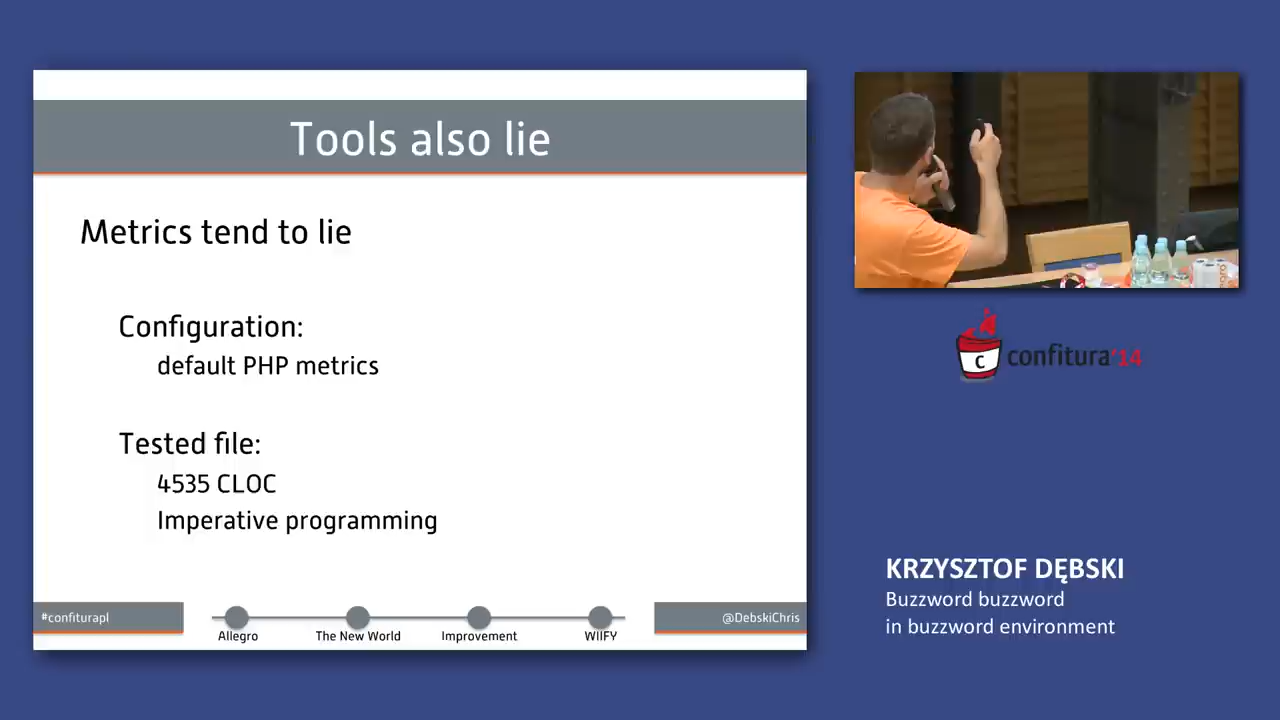 Tools also lie
Metrics tend to lie
Configuration:
default PHP metrics
Tested file:
4535 CLOC
Imperative programming
#confiturapl
Allegro
The New World
Improvement
WIIFY
@DebskiChris
C
confitura'14
KRZYSZTOF DĘBSKI
Buzzword buzzword
in buzzword environment